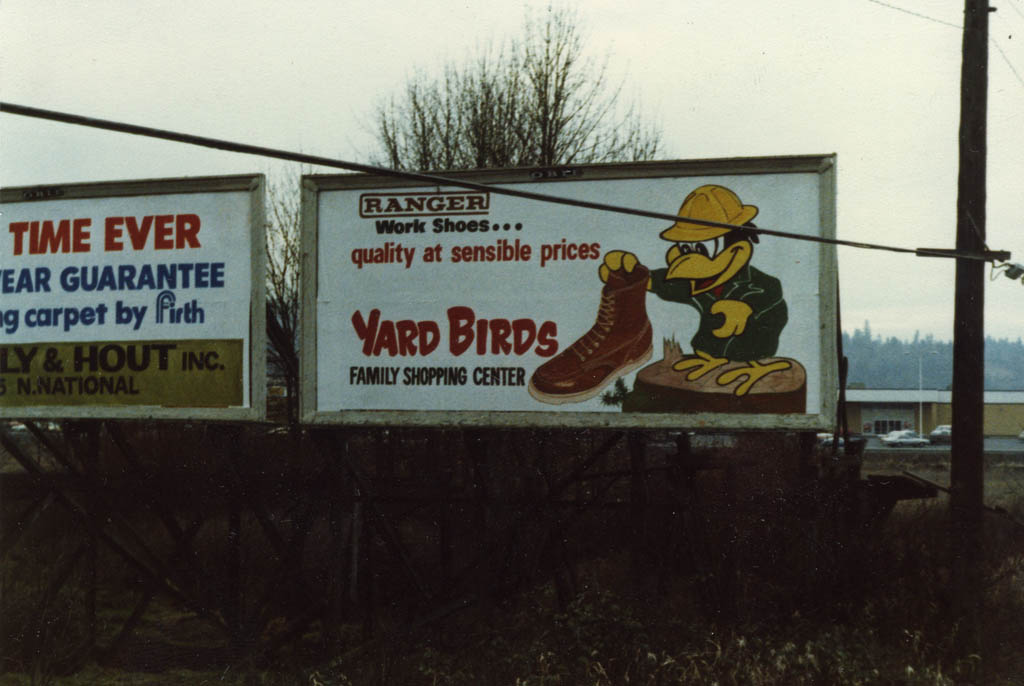 TIME EVER
EAR GUARANTEE
g carpet by Firth
LY & HOUT INC.
N.NATIONAL
RANGER
Work Shoes...
quality at sensible prices
YARD BIRDS
FAMILY SHOPPING CENTER